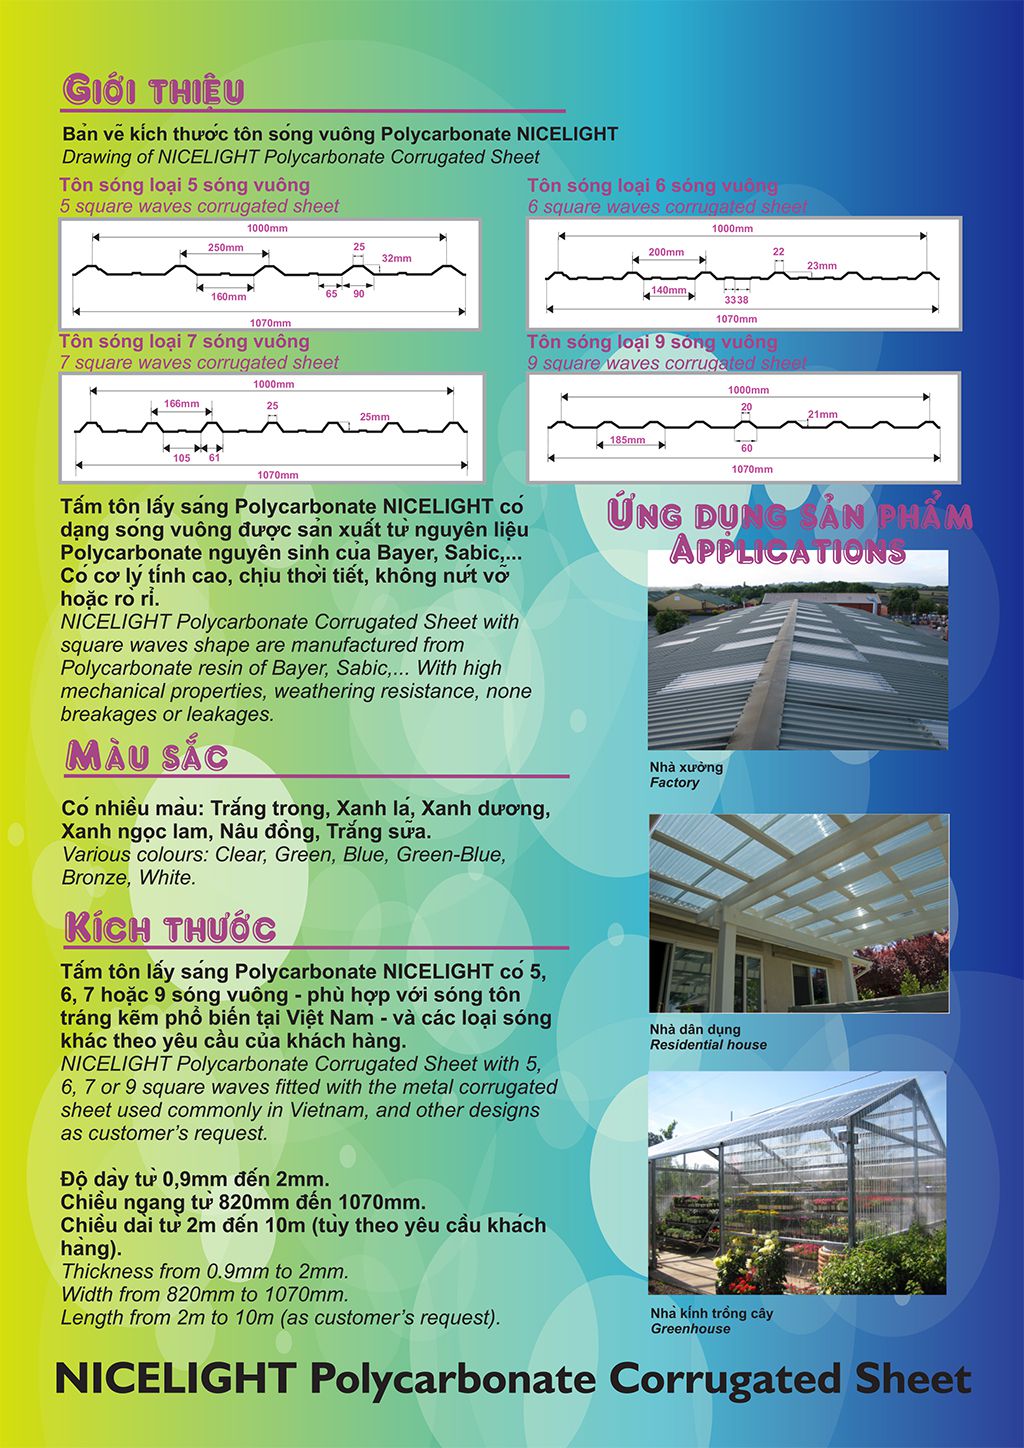 Giới thiệu
Bản vẽ kích thước tôn sóng vuông Polycarbonate NICELIGHT
Drawing of NICELIGHT Polycarbonate Corrugated Sheet
Tôn sóng loại 5 sóng vuông
5 square waves corrugated sheet
1000mm
250mm
25
32mm
160mm
65
90
1070mm
Tôn sóng loại 6 sóng vuông
6 square waves corrugated sheet
1000mm
200mm
22
23mm
140mm
33 38
1070mm
Tôn sóng loại 7 sóng vuông
7 square waves corrugated sheet
1000mm
166mm
25
25mm
105
61
1070mm
Tôn sóng loại 9 sóng vuông
9 square waves corrugated sheet
1000mm
20
21mm
185mm
60
1070mm
Tấm tôn lấy sáng Polycarbonate NICELIGHT có
dạng sóng vuông được sản xuất từ nguyên liệu
Polycarbonate nguyên sinh của Bayer, Sabic,...
Có cơ lý tính cao, chịu thời tiết, không nứt vỡ
hoặc rò rỉ.
NICELIGHT Polycarbonate Corrugated Sheet with
square waves shape are manufactured from
Polycarbonate resin of Bayer, Sabic,... With high
mechanical properties, weathering resistance, none
breakages or leakages.
Màu sắc
Có nhiều màu: Trắng trong, Xanh lá, Xanh dương,
Xanh ngọc lam, Nâu đồng, Trắng sữa.
Various colours: Clear, Green, Blue, Green-Blue,
Bronze, White.
Kích thước
Tấm tôn lấy sáng Polycarbonate NICELIGHT có 5,
6, 7 hoặc 9 sóng vuông - phù hợp với sóng tôn
tráng kẽm phổ biến tại Việt Nam - và các loại sóng
khác theo yêu cầu của khách hàng.
NICELIGHT Polycarbonate Corrugated Sheet with 5,
6, 7 or 9 square waves fitted with the metal corrugated
sheet used commonly in Vietnam, and other designs
as customer's request.
Độ dày từ 0,9mm đến 2mm.
Chiều ngang từ 820mm đến 1070mm.
Chiều dài từ 2m đến 10m (tùy theo yêu cầu khách
hàng).
Thickness from 0.9mm to 2mm.
Width from 820mm to 1070mm.
Length from 2m to 10m (as customer's request).
Ứng dụng sản phẩm
Applications
Nhà xưởng
Factory
Nhà dân dụng
Residential house
Nhà kính trồng cây
Greenhouse
NICELIGHT Polycarbonate Corrugated Sheet